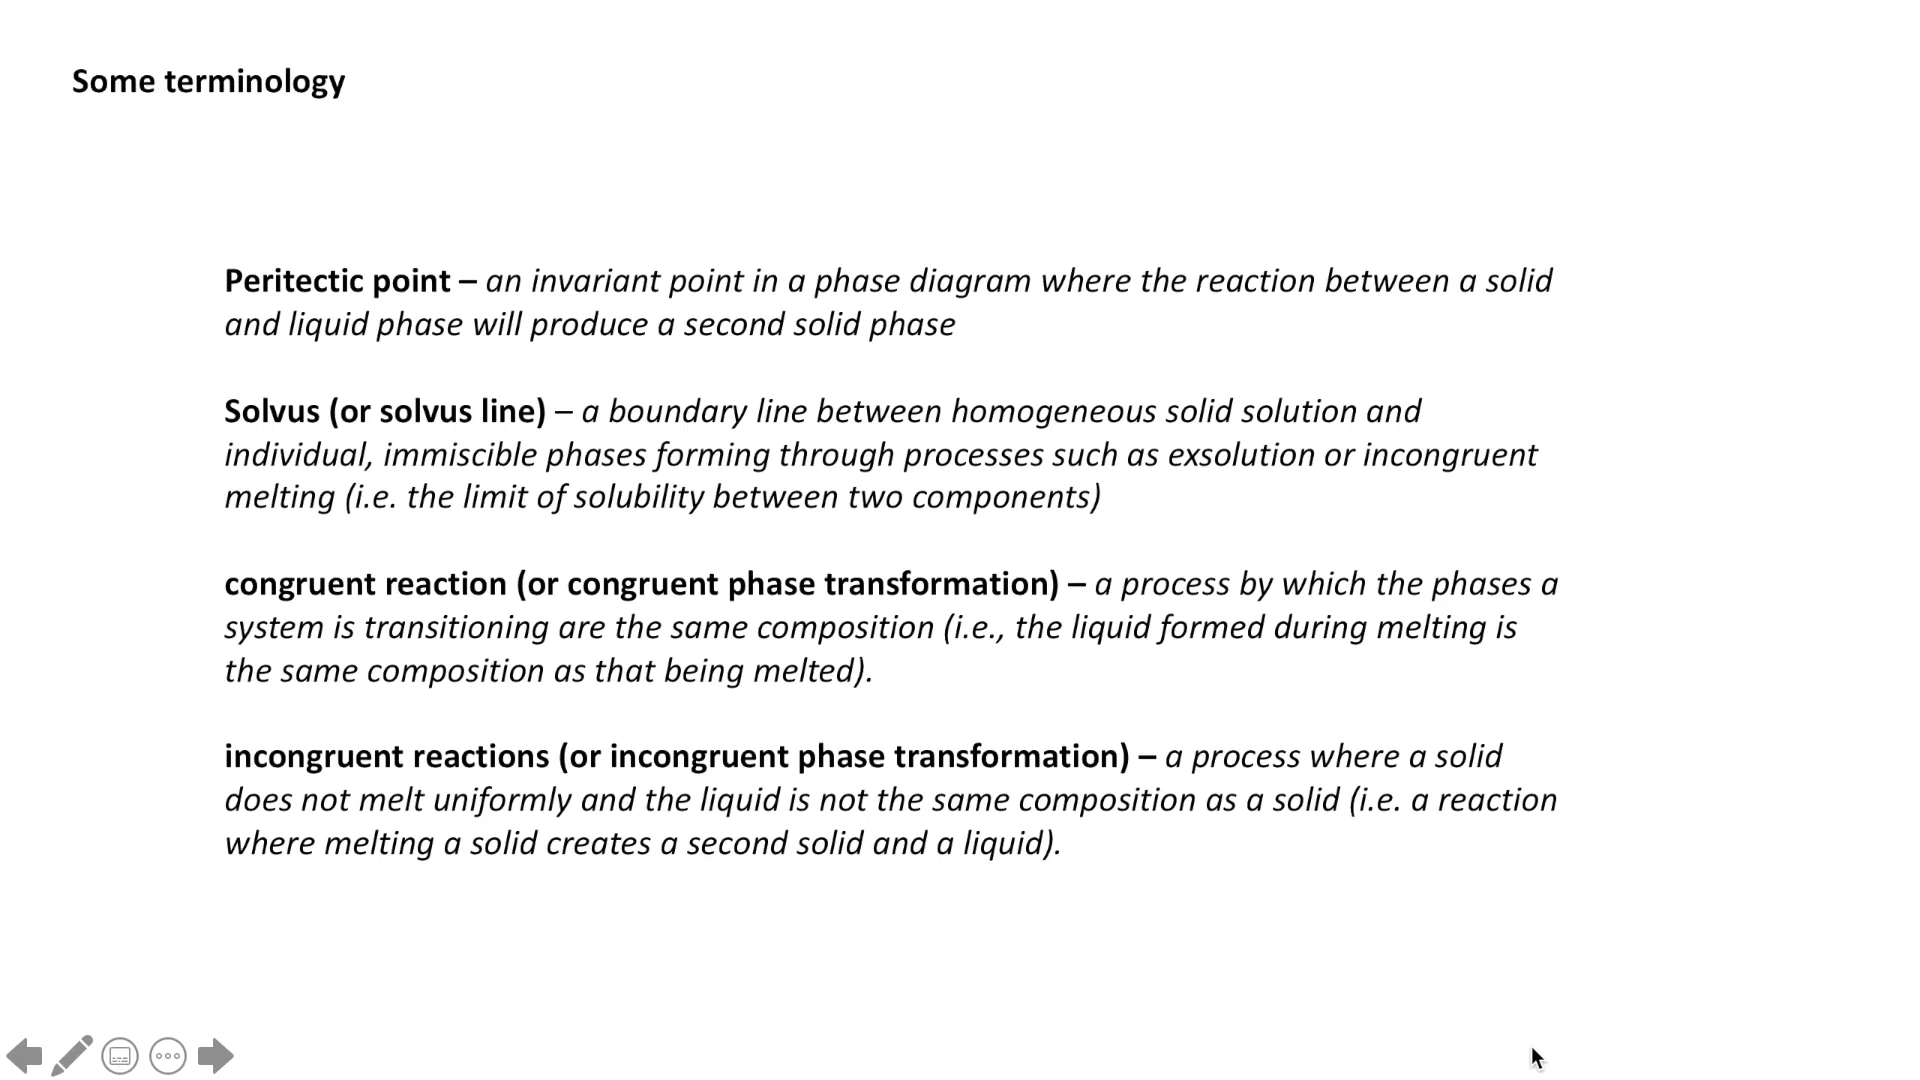 Some terminology
Peritectic point – an invariant point in a phase diagram where the reaction between a solid
and liquid phase will produce a second solid phase
Solvus (or solvus line) – a boundary line between homogeneous solid solution and
individual, immiscible phases forming through processes such as exsolution or incongruent
melting (i.e. the limit of solubility between two components)
congruent reaction (or congruent phase transformation) – a process by which the phases a
system is transitioning are the same composition (i.e., the liquid formed during melting is
the same composition as that being melted).
incongruent reactions (or incongruent phase transformation) – a process where a solid
does not melt uniformly and the liquid is not the same composition as a solid (i.e. a reaction
where melting a solid creates a second solid and a liquid).